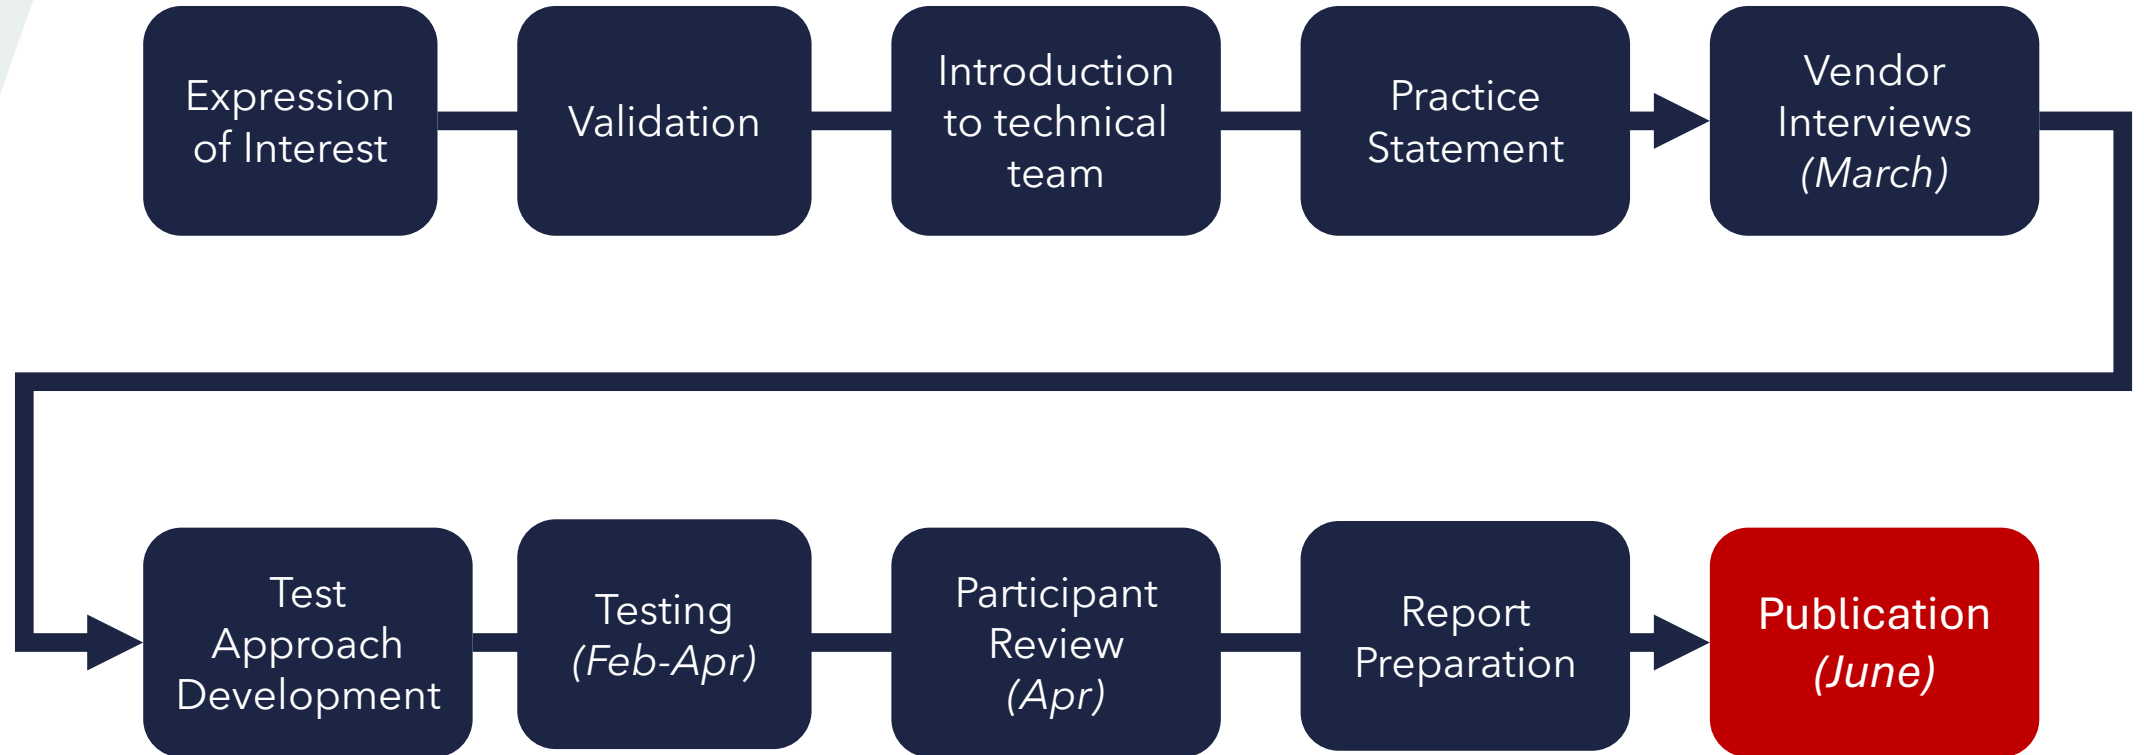 Expression
of Interest
Validation
Introduction
to technical
team
Practice
Statement
Vendor
Interviews
(March)
Test
Approach
Development
Testing
(Feb-Apr)
Participant
Review
(Apr)
Report
Preparation
Publication
(June)